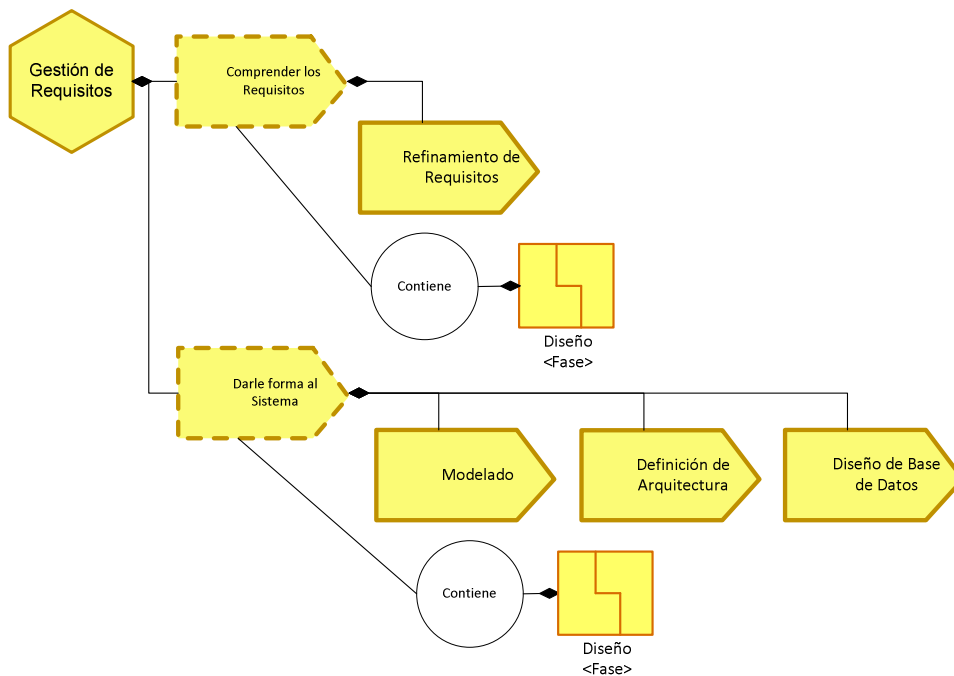 Gestión de
Requisitos
Comprender los
Requisitos
Refinamiento de
Requisitos
Contiene
Diseño
<Fase>
Darle forma al
Sistema
Modelado
Definición de
Arquitectura
Diseño de Base
de Datos
Contiene
Diseño
<Fase>